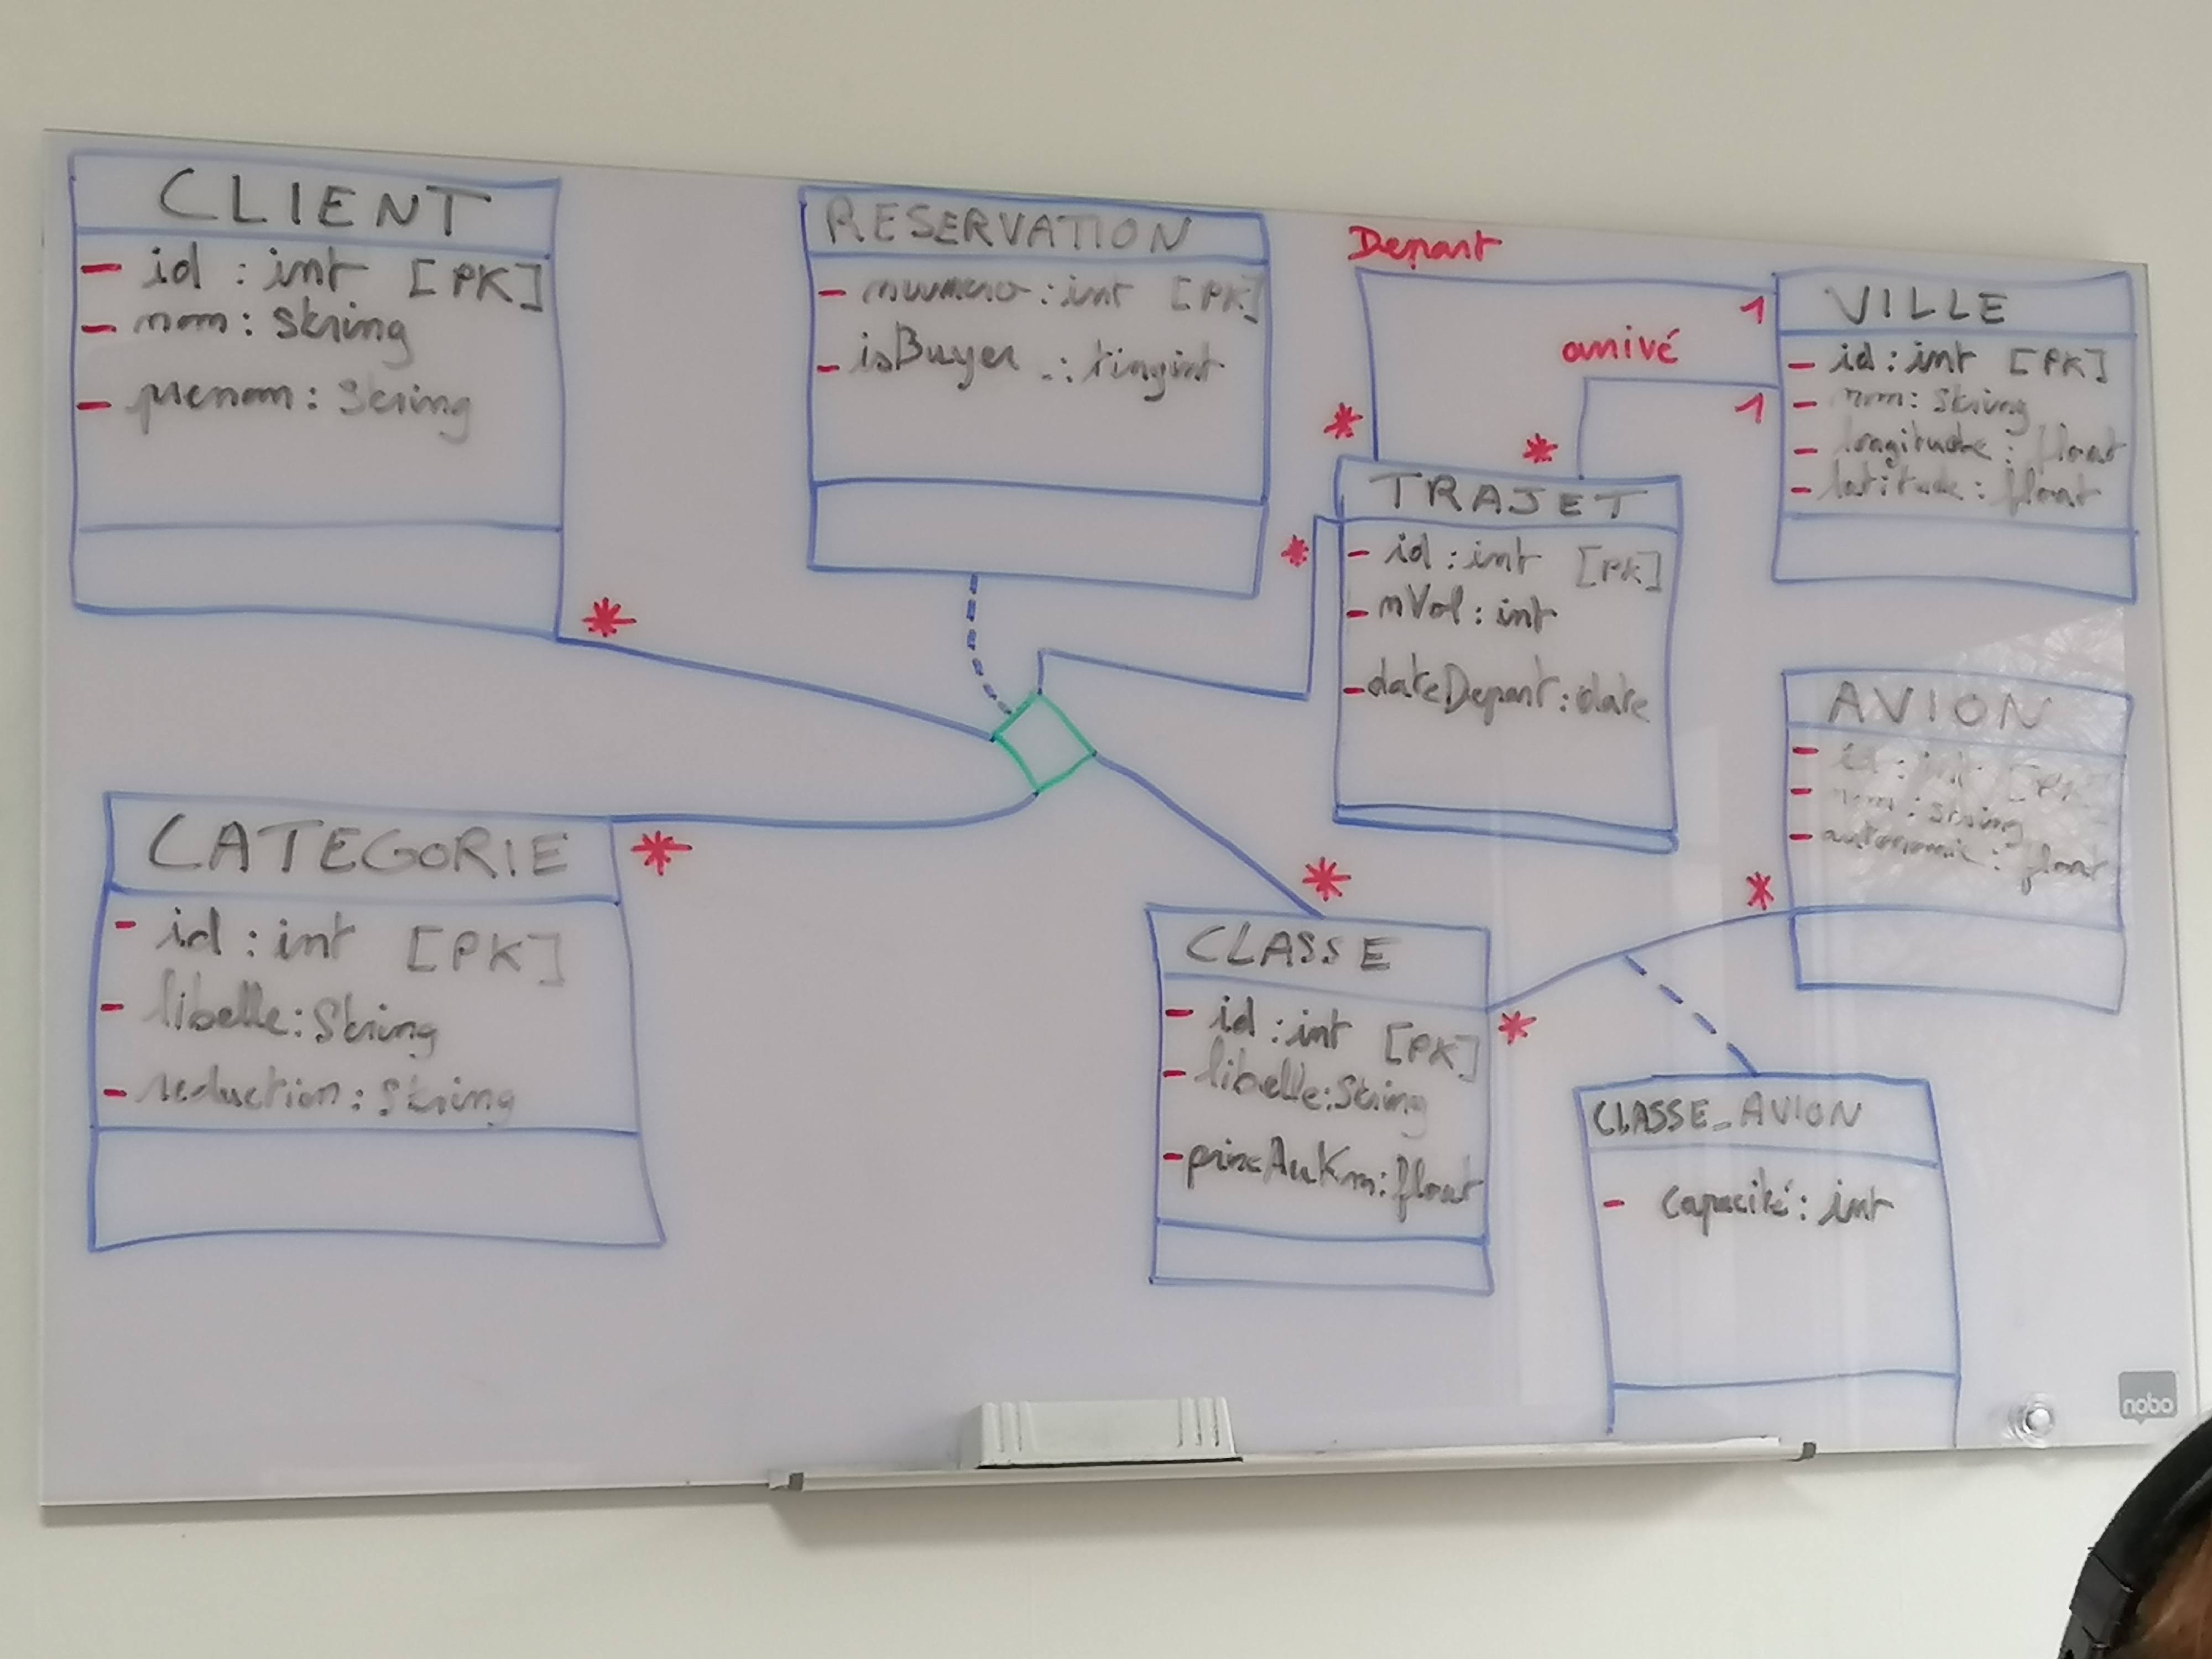 CLIENT
- id : int [PK]
- nom : String
- prenom : String
RESERVATION
- numero : int [PK]
- isBuyer : tinyint
Depart
1
arrivé
1
*
*
VILLE
- id : int [PK]
- nom : String
- longitude : float
- latitude : float
TRAJET
*
- id : int [PK]
- nVol : int
- dateDepart : date
*
AVION
- id : int [PK]
- nom : String
- autonomie : float
*
CATEGORIE
*
- id : int [PK]
- libelle : String
- reduction : String
*
CLASSE
- id : int [PK]
- libelle : String
- prixAuKm : float
*
CLASSE_AVION
- capacité : int
nobo